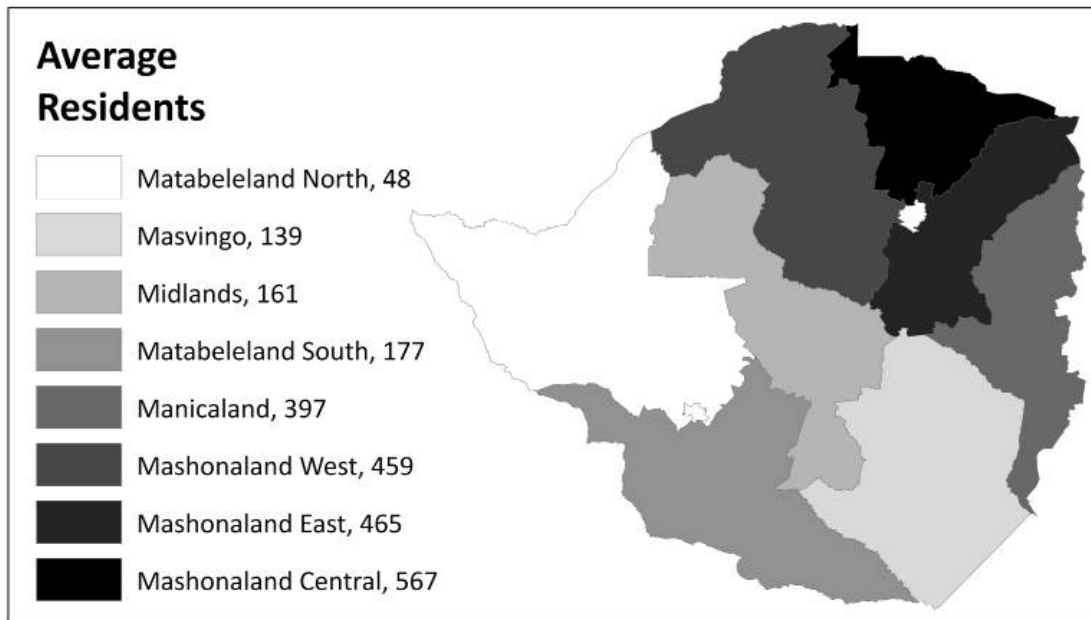 Average
Residents
Matabeleland North, 48
Masvingo, 139
Midlands, 161
Matabeleland South, 177
Manicaland, 397
Mashonaland West, 459
Mashonaland East, 465
Mashonaland Central, 567